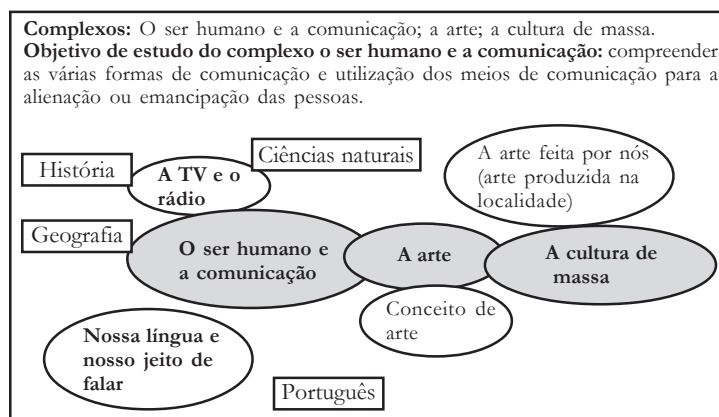 Complexos: O ser humano e a comunicação; a arte; a cultura de massa.
Objetivo de estudo do complexo o ser humano e a comunicação: compreender
as várias formas de comunicação e utilização dos meios de comunicação para a
alienação ou emancipação das pessoas.
História
A TV e o
rádio
Ciências naturais
A arte feita por nós
(arte produzida na
localidade)
Geografia
O ser humano e
a comunicação
A arte
A cultura de
massa
Conceito de
arte
Nossa língua e
nosso jeito de
falar
Português